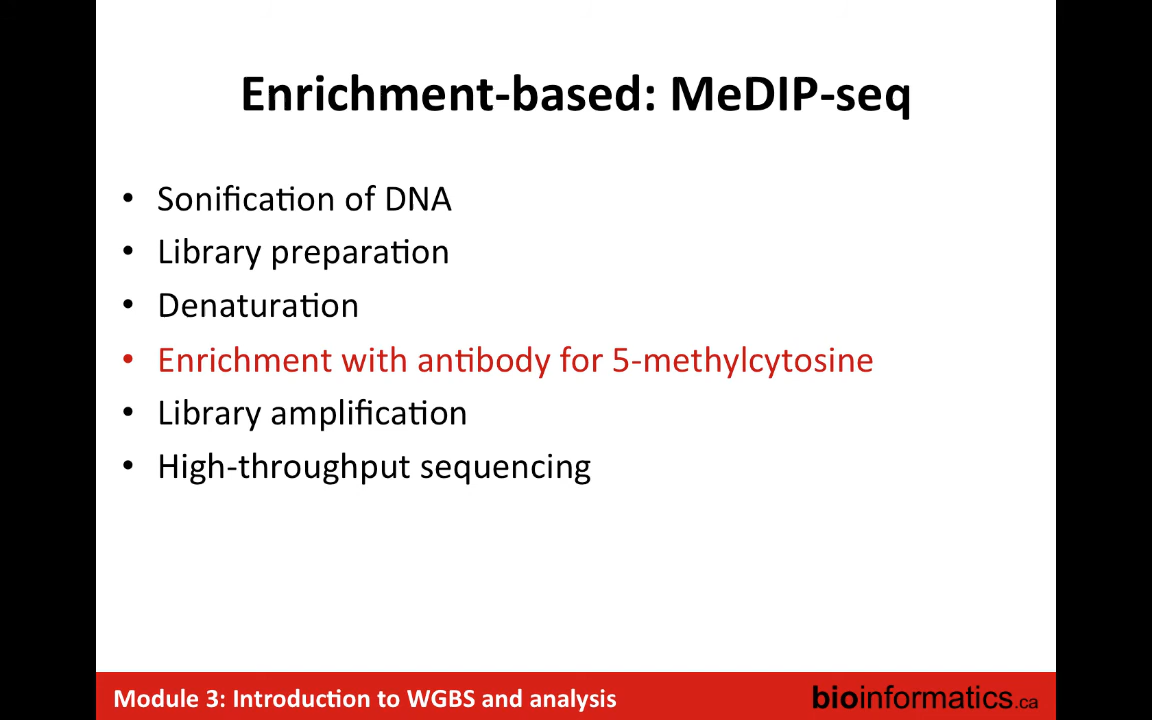 Enrichment-based: MeDIP-seq
• Sonification of DNA
• Library preparation
• Denaturation
• Enrichment with antibody for 5-methylcytosine
• Library amplification
• High-throughput sequencing
Module 3: Introduction to WGBS and analysis
bioinformatics.ca